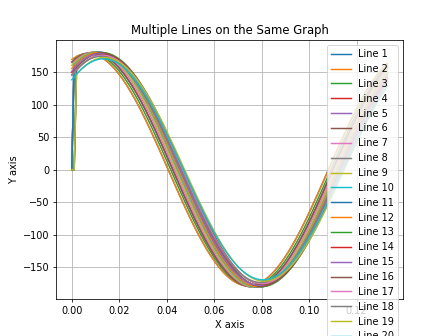 Multiple Lines on the Same Graph
Y axis
150
100
50
0
−50
−100
−150
0.00
0.02
0.04
0.06
0.08
0.10
X axis
Line 1
Line 2
Line 3
Line 4
Line 5
Line 6
Line 7
Line 8
Line 9
Line 10
Line 11
Line 12
Line 13
Line 14
Line 15
Line 16
Line 17
Line 18
Line 19
Line 20